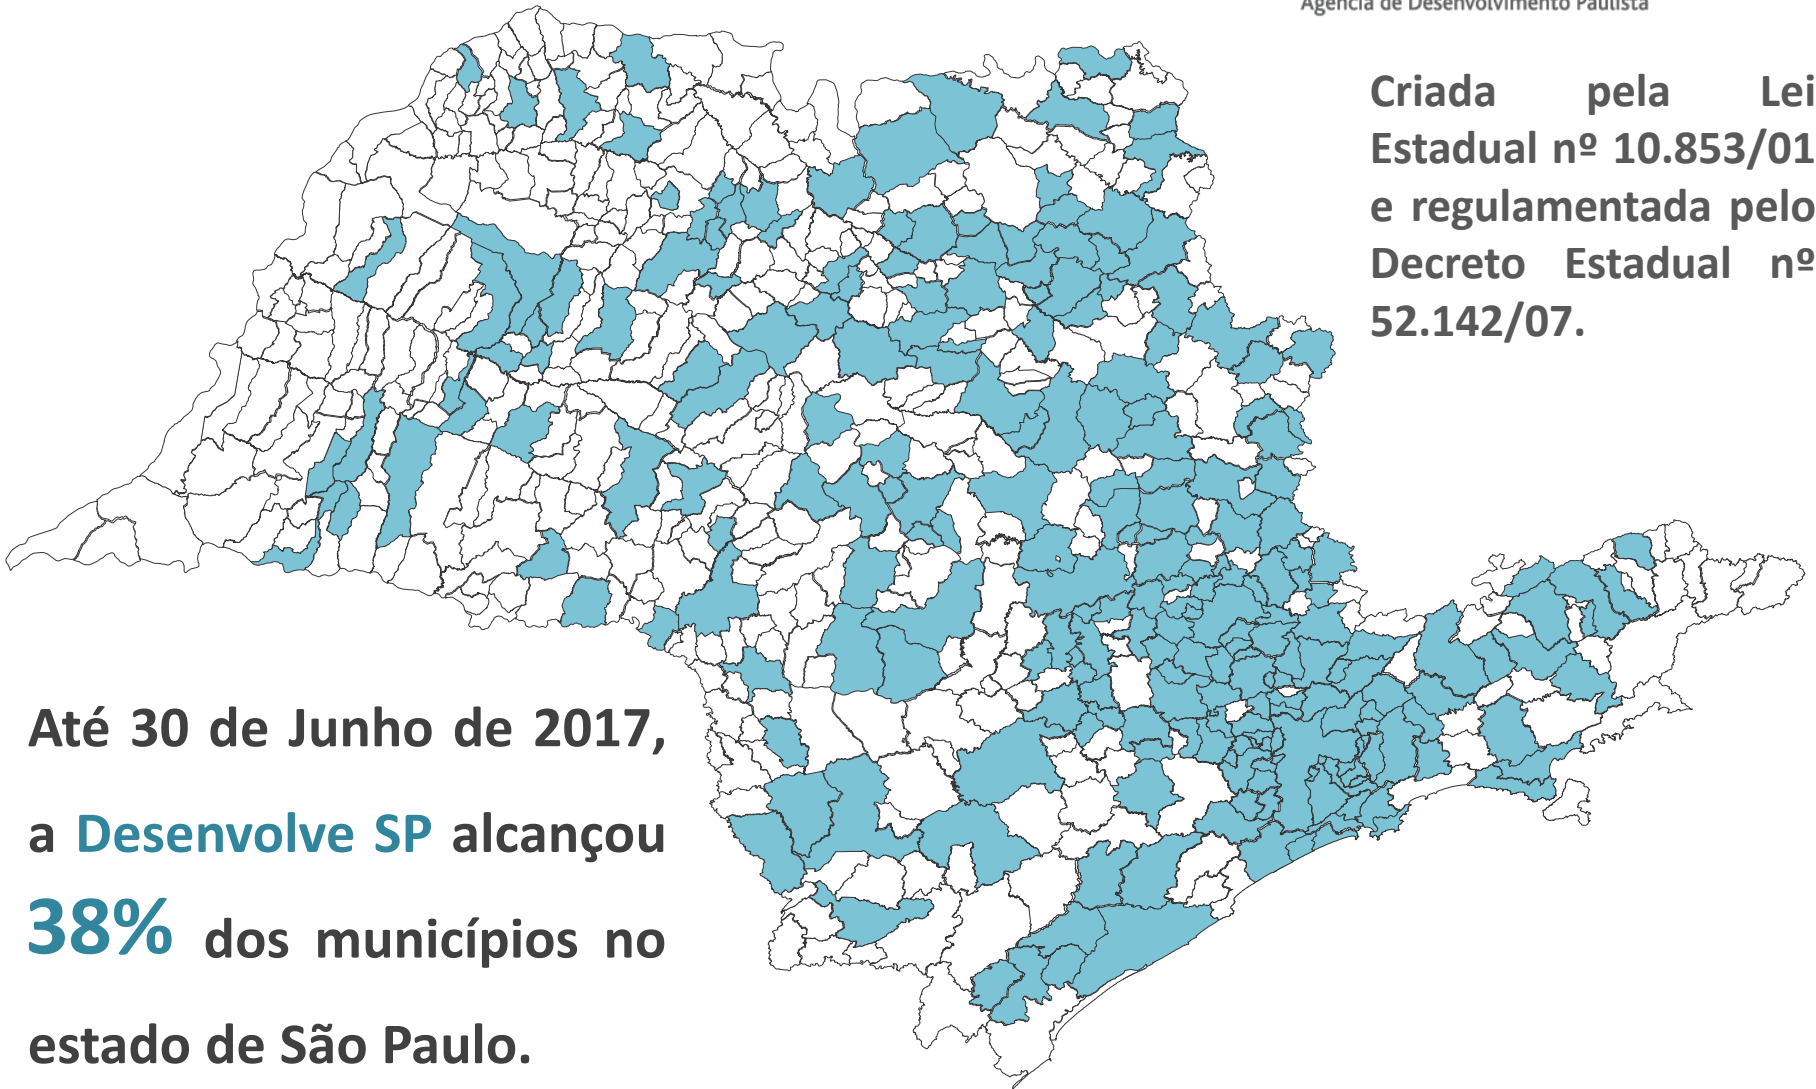 Agência de Desenvolvimento Paulista
Criada pela Lei
Estadual nº 10.853/01
e regulamentada pelo
Decreto Estadual nº
52.142/07.
Até 30 de Junho de 2017,
a Desenvolve SP alcançou
38% dos municípios no
estado de São Paulo.